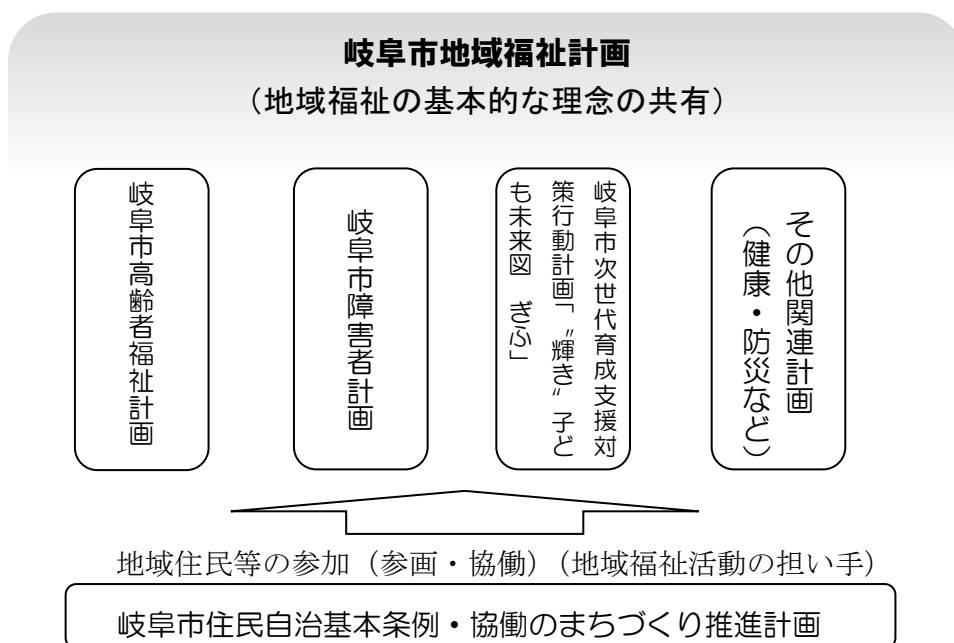 岐阜市地域福祉計画
（地域福祉の基本的な理念の共有）
岐阜市高齢者福祉計画
岐阜市障害者計画
岐阜市次世代育成支援対
策行動計画「〝輝き〟子ど
も未来図　ぎふ」
その他関連計画
（健康・防災など）
地域住民等の参加（参画・協働）（地域福祉活動の担い手）
岐阜市住民自治基本条例・協働のまちづくり推進計画